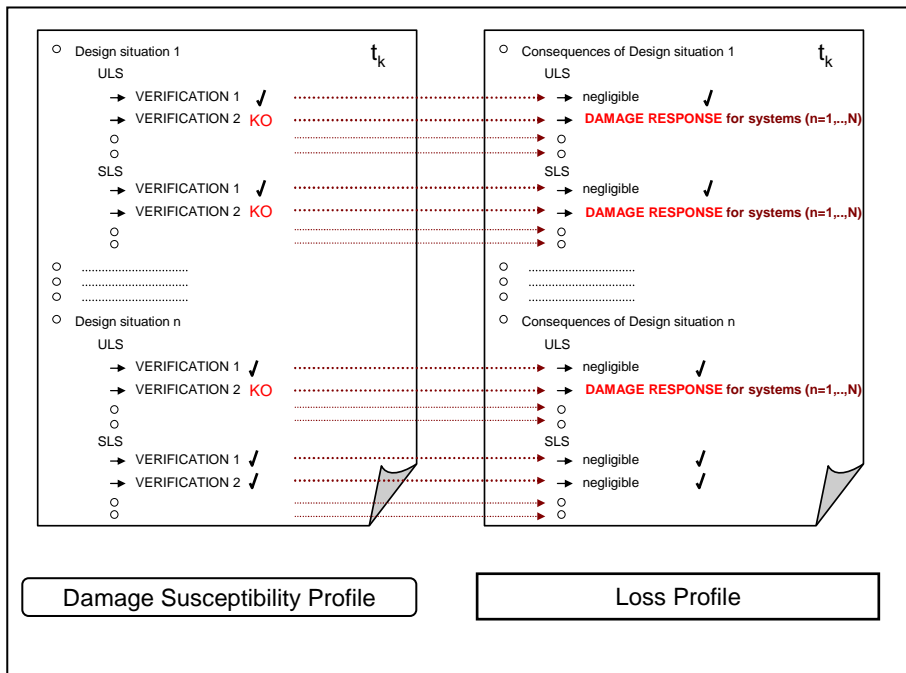 Design situation 1
t_k
ULS
→ VERIFICATION 1 ✓
→ VERIFICATION 2 KO
SLS
→ VERIFICATION 1 ✓
→ VERIFICATION 2 KO
..............................
..............................
..............................
Design situation n
ULS
→ VERIFICATION 1 ✓
→ VERIFICATION 2 KO
SLS
→ VERIFICATION 1 ✓
→ VERIFICATION 2 ✓
Consequences of Design situation 1
t_k
ULS
→ negligible ✓
→ DAMAGE RESPONSE for systems (n=1,..,N)
SLS
→ negligible ✓
→ DAMAGE RESPONSE for systems (n=1,..,N)
..............................
..............................
..............................
Consequences of Design situation n
ULS
→ negligible ✓
→ DAMAGE RESPONSE for systems (n=1,..,N)
SLS
→ negligible ✓
→ negligible ✓
Damage Susceptibility Profile
Loss Profile